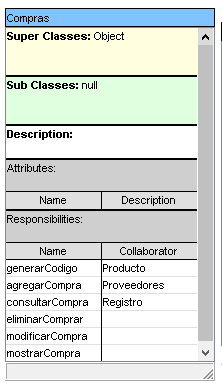 Compras
Super Classes: Object
Sub Classes: null
Description:
Attributes:
Name Description
Responsibilities:
Name Collaborator
generarCodigo Producto
agregarCompra Proveedores
consultarCompra Registro
eliminarComprar
modificarCompra
mostrarCompra